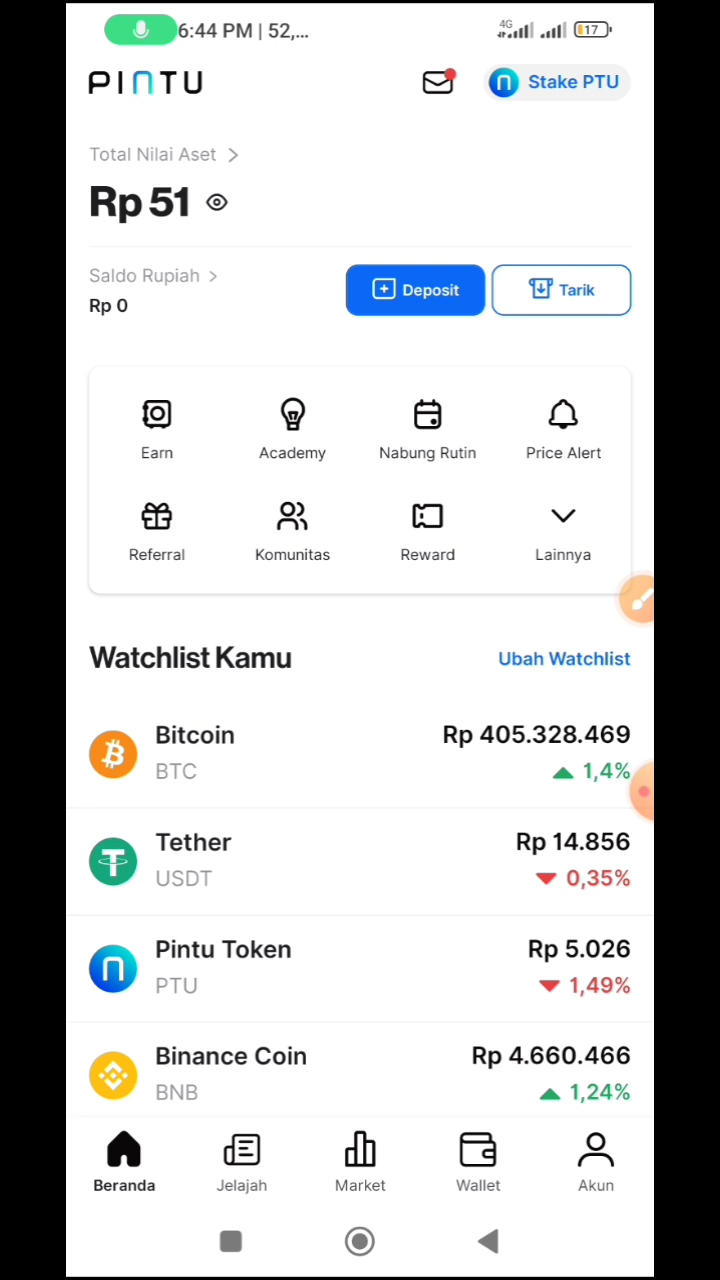 6:44 PM | 52,...
4G
17
PINTU
Stake PTU
Total Nilai Aset
Rp 51
Saldo Rupiah
Rp 0
Deposit
Tarik
Earn
Academy
Nabung Rutin
Price Alert
Referral
Komunitas
Reward
Lainnya
Watchlist Kamu
Ubah Watchlist
Bitcoin
Rp 405.328.469
BTC
1,4%
Tether
Rp 14.856
USDT
0,35%
Pintu Token
Rp 5.026
PTU
1,49%
Binance Coin
Rp 4.660.466
BNB
1,24%
Beranda
Jelajah
Market
Wallet
Akun